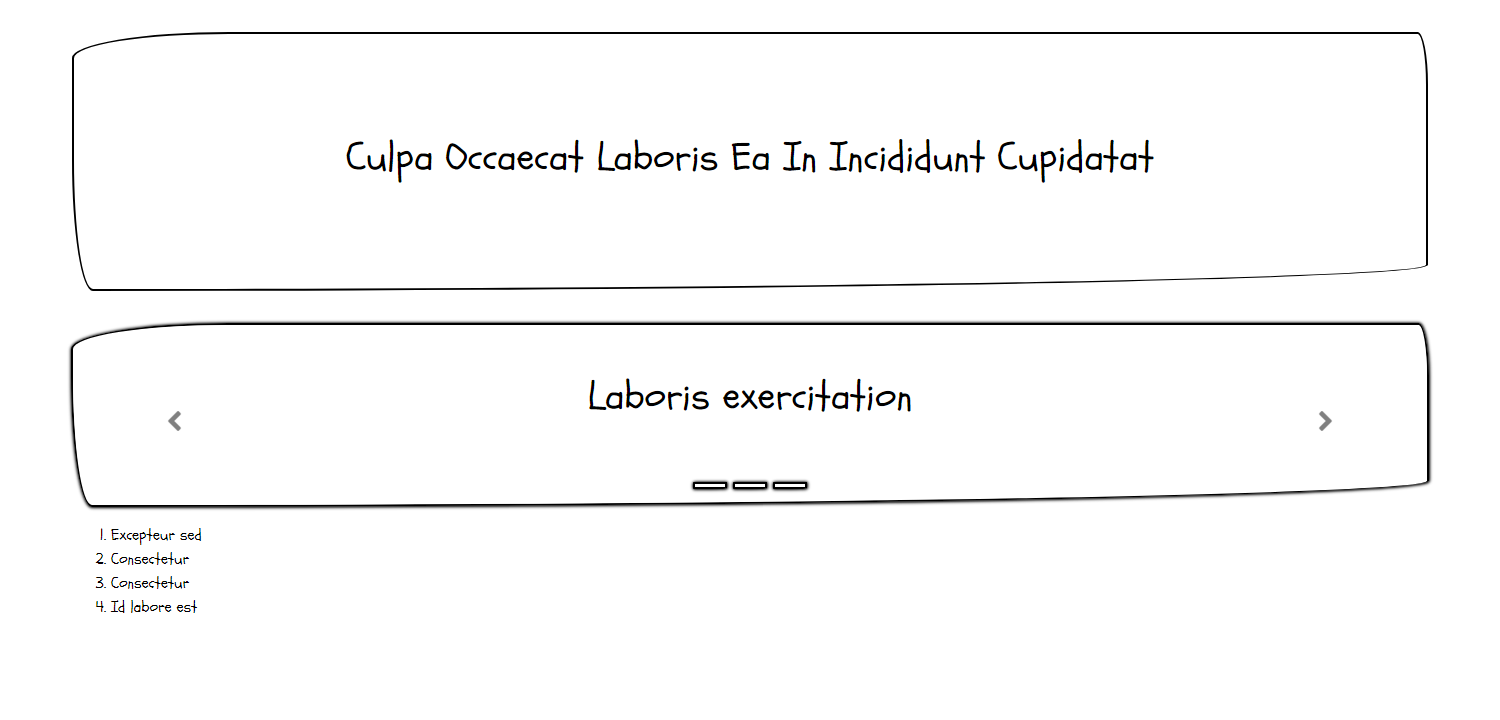 Culpa Occaecat Laboris Ea In Incididunt Cupidatat
Laboris exercitation
1. Excepteur sed
2. Consectetur
3. Consectetur
4. Id labore est